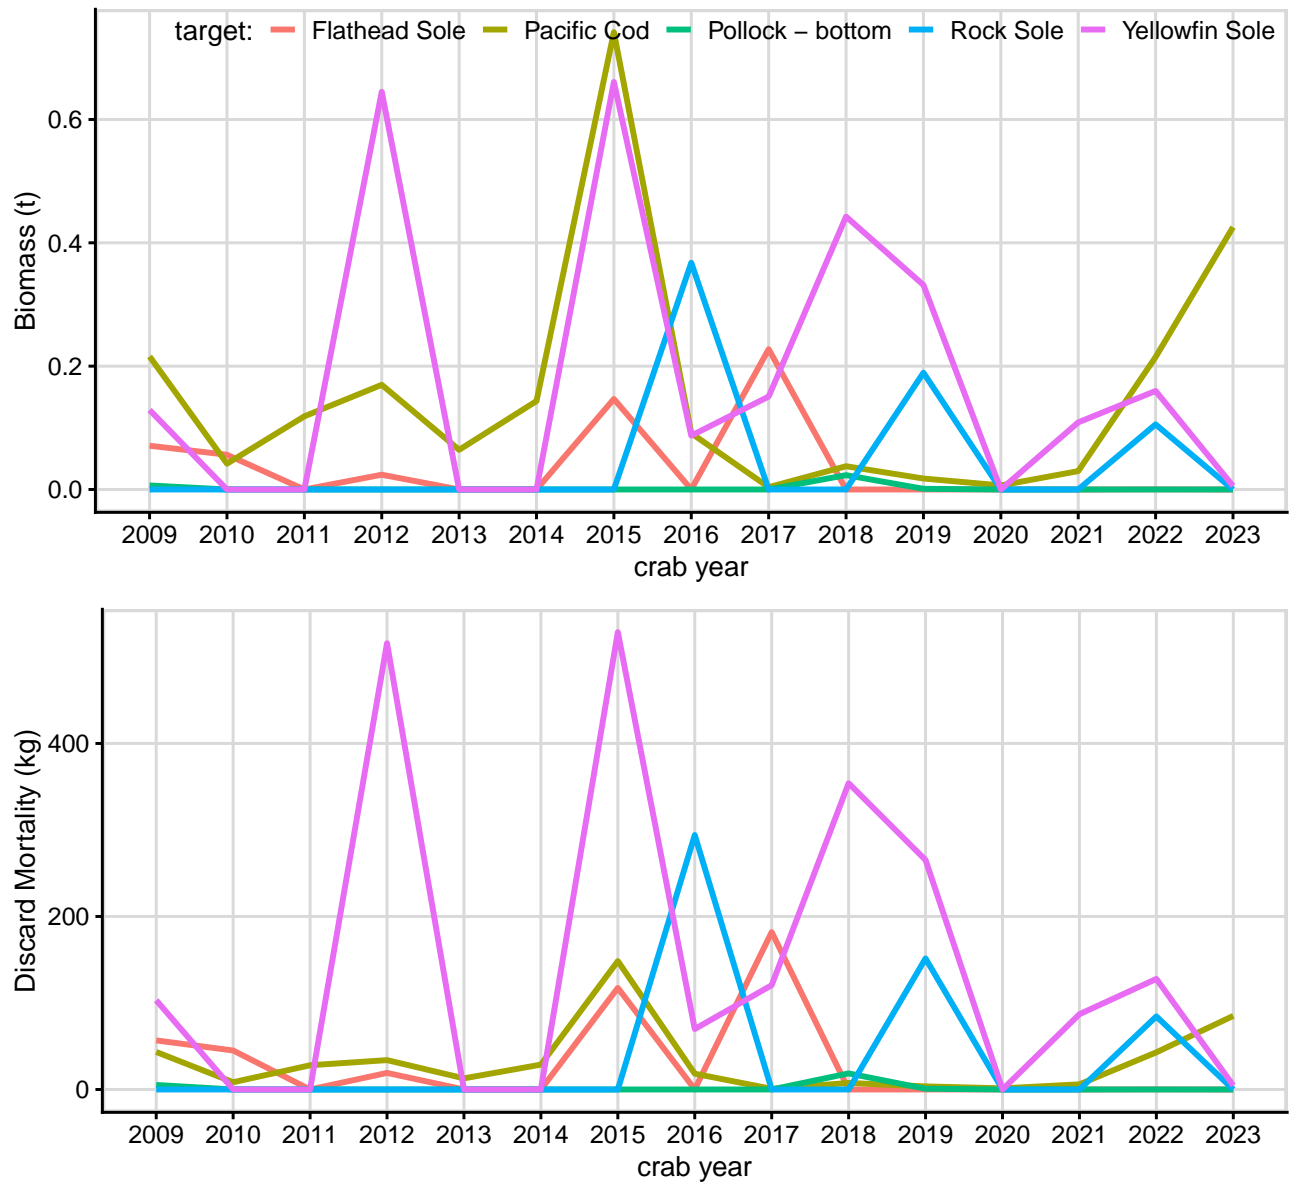 target: Flathead Sole Pacific Cod Pollock − bottom Rock Sole Yellowfin Sole
Biomass (t)
0.6
0.4
0.2
0.0
2009 2010 2011 2012 2013 2014 2015 2016 2017 2018 2019 2020 2021 2022 2023
crab year
Discard Mortality (kg)
400
200
0
2009 2010 2011 2012 2013 2014 2015 2016 2017 2018 2019 2020 2021 2022 2023
crab year